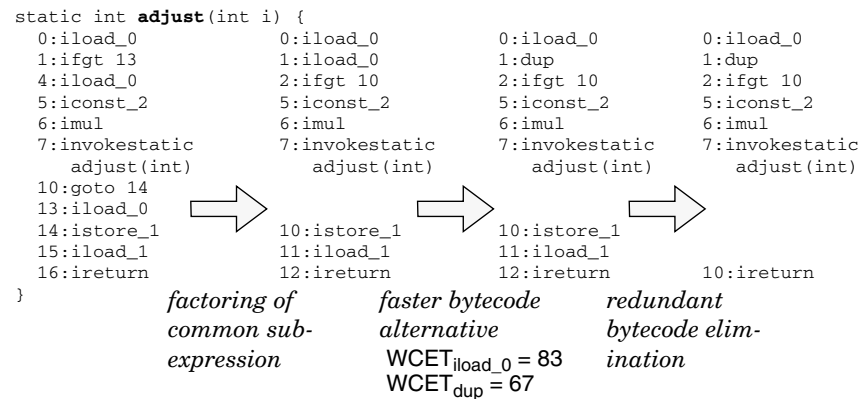 static int adjust(int i) {
0:iload_0 0:iload_0 0:iload_0 0:iload_0
1:ifgt 13 1:iload_0 1:dup 1:dup
4:iload_0 2:ifgt 10 2:ifgt 10 2:ifgt 10
5:iconst_2 5:iconst_2 5:iconst_2 5:iconst_2
6:imul 6:imul 6:imul 6:imul
7:invokestatic 7:invokestatic 7:invokestatic 7:invokestatic
adjust(int) adjust(int) adjust(int) adjust(int)
10:goto 14
13:iload_0
14:istore_1 10:istore_1 10:istore_1
15:iload_1 11:iload_1 11:iload_1
16:ireturn 12:ireturn 12:ireturn 10:ireturn
}
factoring of faster bytecode redundant
common sub- alternative bytecode elim-
expression WCETiload_0 = 83 ination
WCETdup = 67